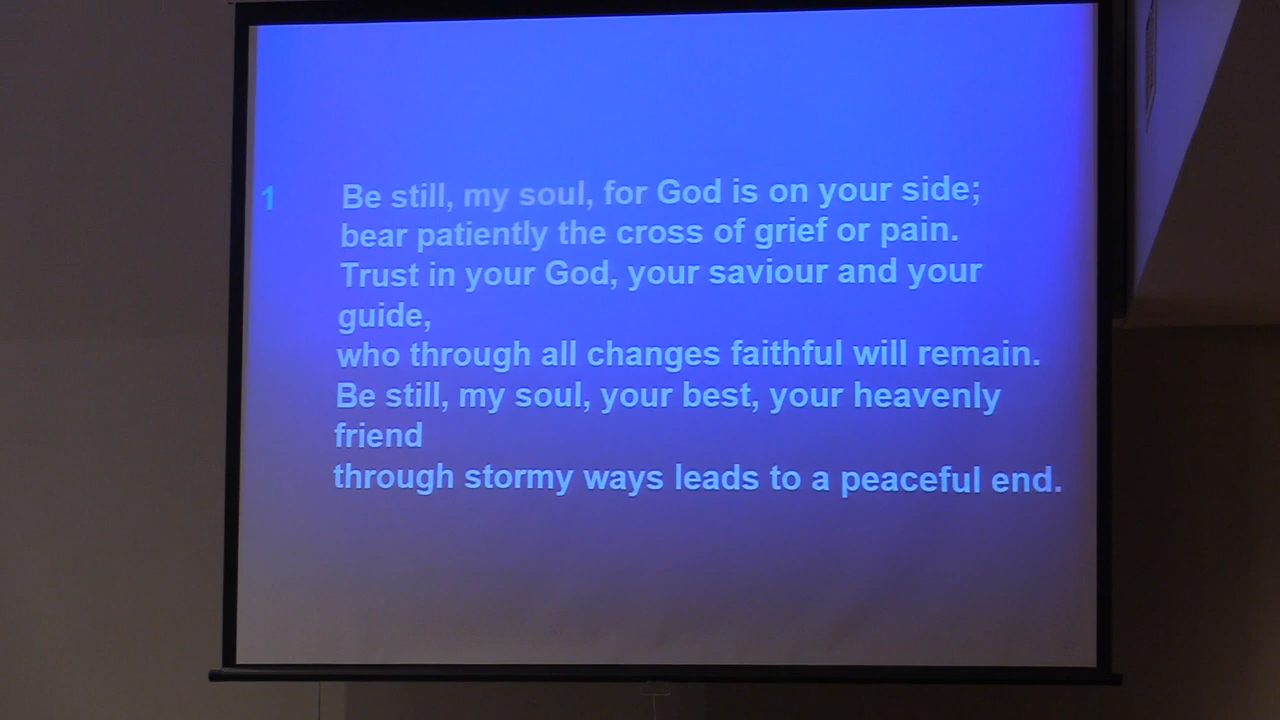 1 Be still, my soul, for God is on your side;
bear patiently the cross of grief or pain.
Trust in your God, your saviour and your
guide,
who through all changes faithful will remain.
Be still, my soul, your best, your heavenly
friend
through stormy ways leads to a peaceful end.